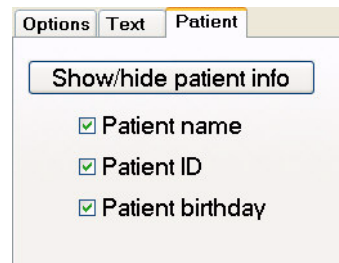 Options Text Patient
Show/hide patient info
Patient name
Patient ID
Patient birthday